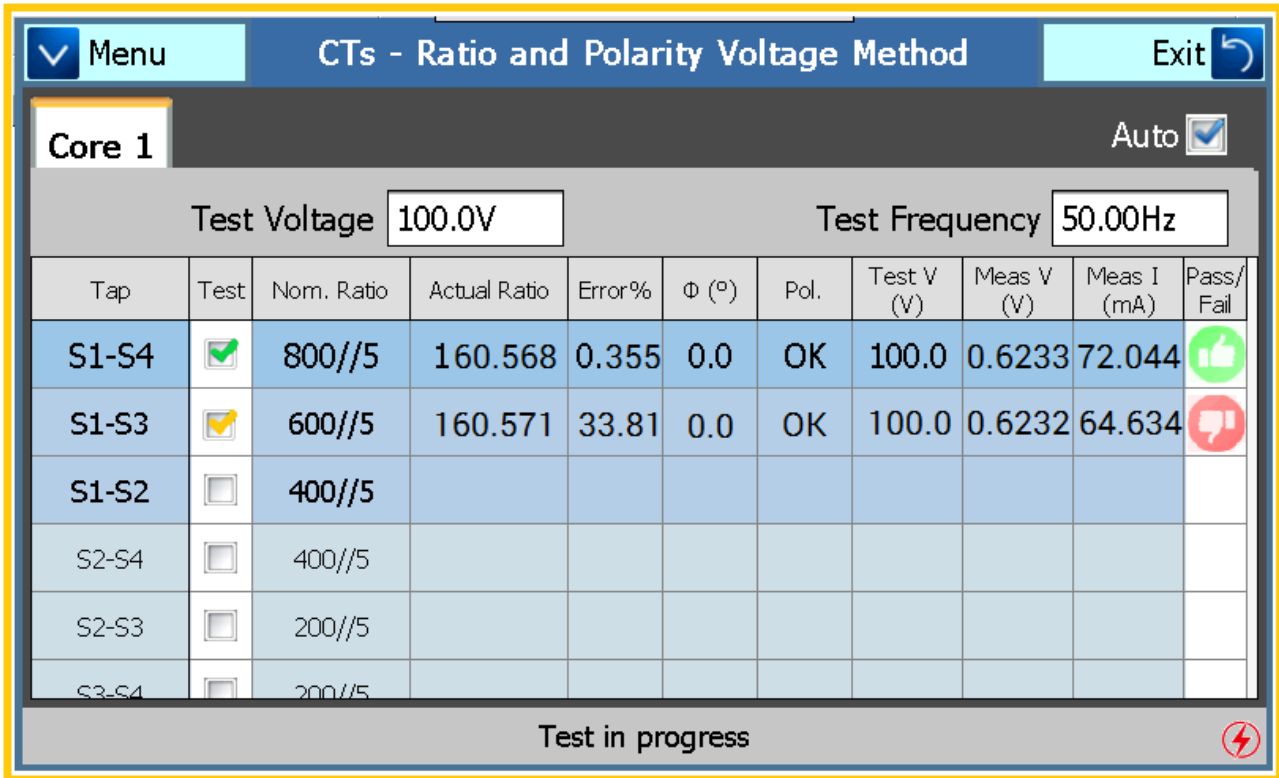 Menu CTs - Ratio and Polarity Voltage Method Exit
Core 1 Auto
Test Voltage 100.0V Test Frequency 50.00Hz
Tap Test Nom. Ratio Actual Ratio Error% Φ (º) Pol. Test V (V) Meas V (V) Meas I (mA) Pass/ Fail
S1-S4 800//5 160.568 0.355 0.0 OK 100.0 0.6233 72.044
S1-S3 600//5 160.571 33.81 0.0 OK 100.0 0.6232 64.634
S1-S2 400//5
S2-S4 400//5
S2-S3 200//5
S3-S4 200//5
Test in progress